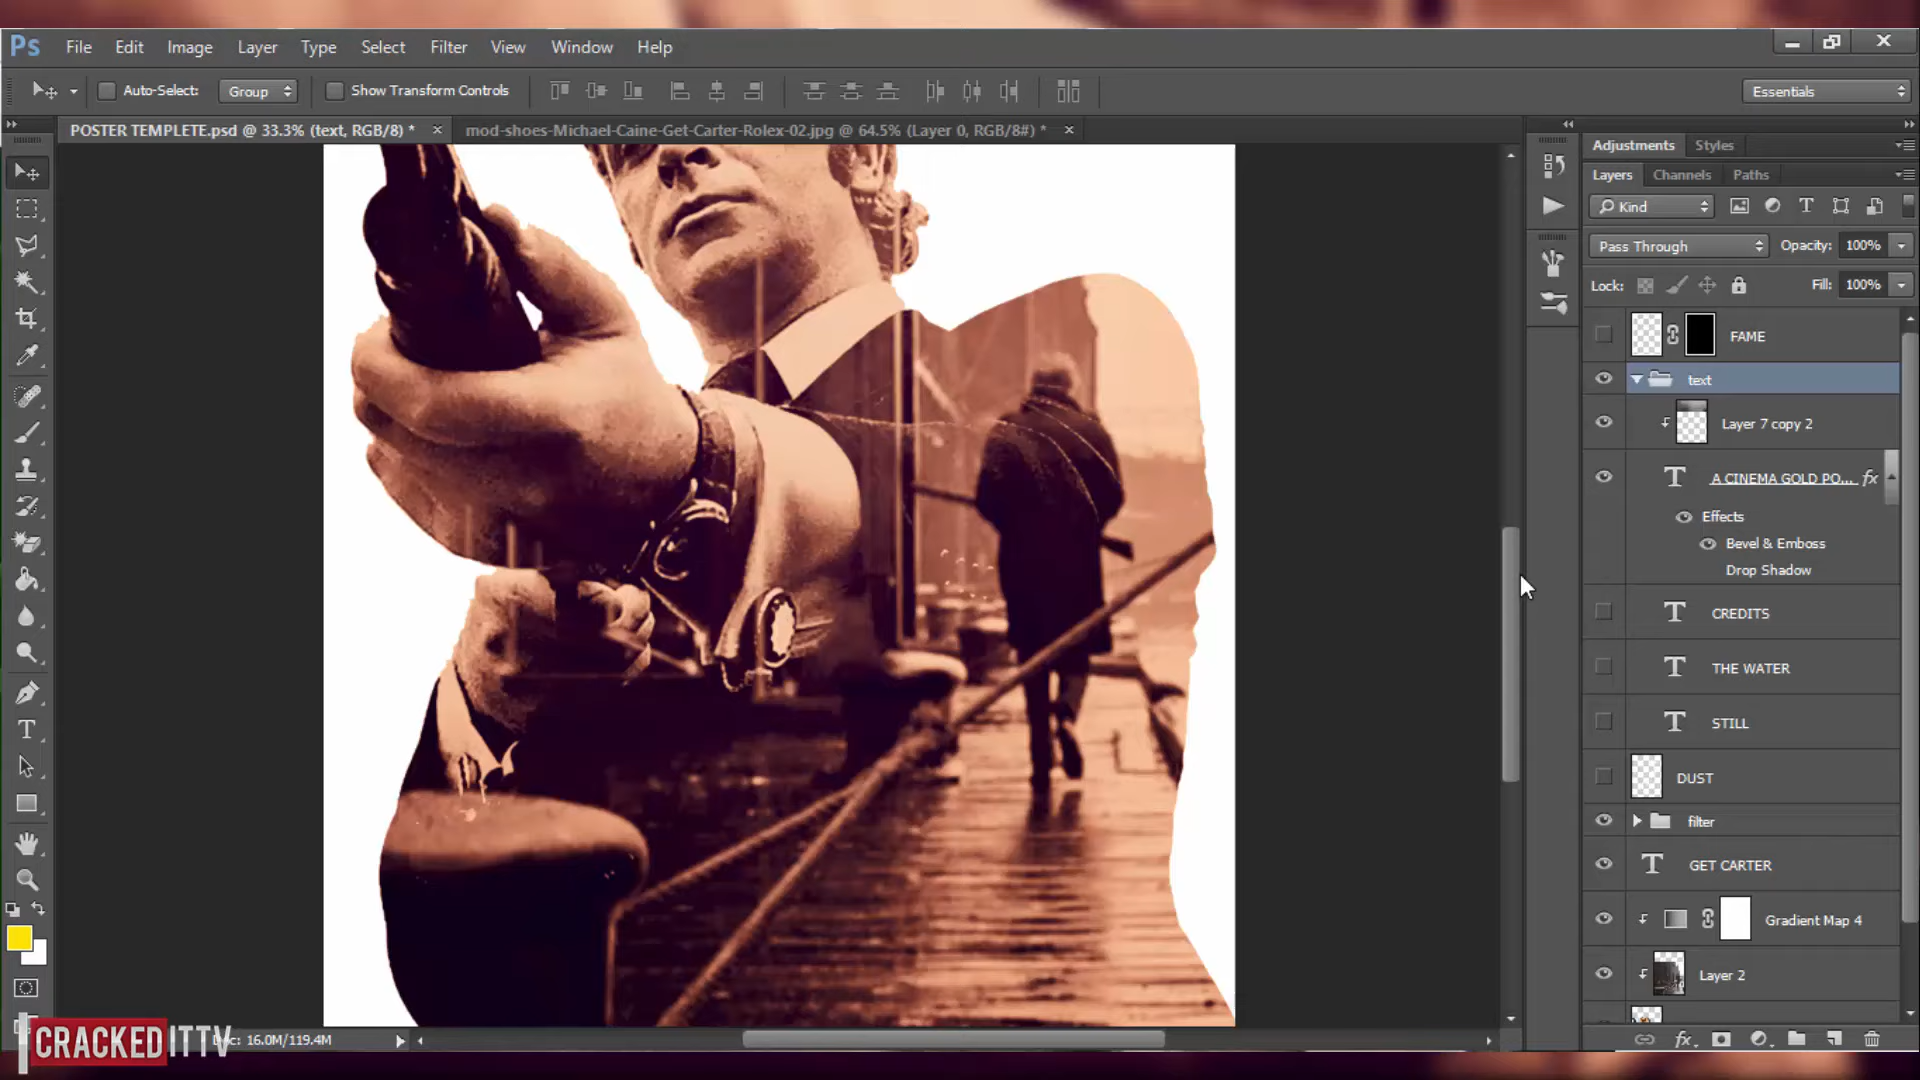 Ps File Edit Image Layer Type Select Filter View Window Help
Auto-Select: Group Show Transform Controls Essentials
POSTER TEMPLETE.psd @ 33.3% (text, RGB/8) * × mod-shoes-Michael-Caine-Get-Carter-Rolex-02.jpg @ 64.5% (Layer 0, RGB/8#) * ×
Adjustments Styles
Layers Channels Paths
Kind
Pass Through Opacity: 100%
Lock: Fill: 100%
FAME
text
Layer 7 copy 2
A CINEMA GOLD PO... fx
Effects
Bevel & Emboss
Drop Shadow
CREDITS
THE WATER
STILL
DUST
filter
GET CARTER
Gradient Map 4
Layer 2
CRACKEDITTV
Doc: 16.0M/119.4M